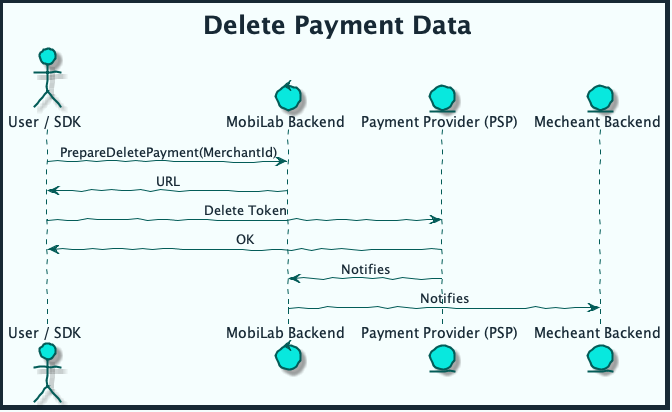 Delete Payment Data
User / SDK MobiLab Backend Payment Provider (PSP) Mecheant Backend
PrepareDeletePayment(MerchantId)
URL
Delete Token
OK
Notifies
Notifies
User / SDK MobiLab Backend Payment Provider (PSP) Mecheant Backend